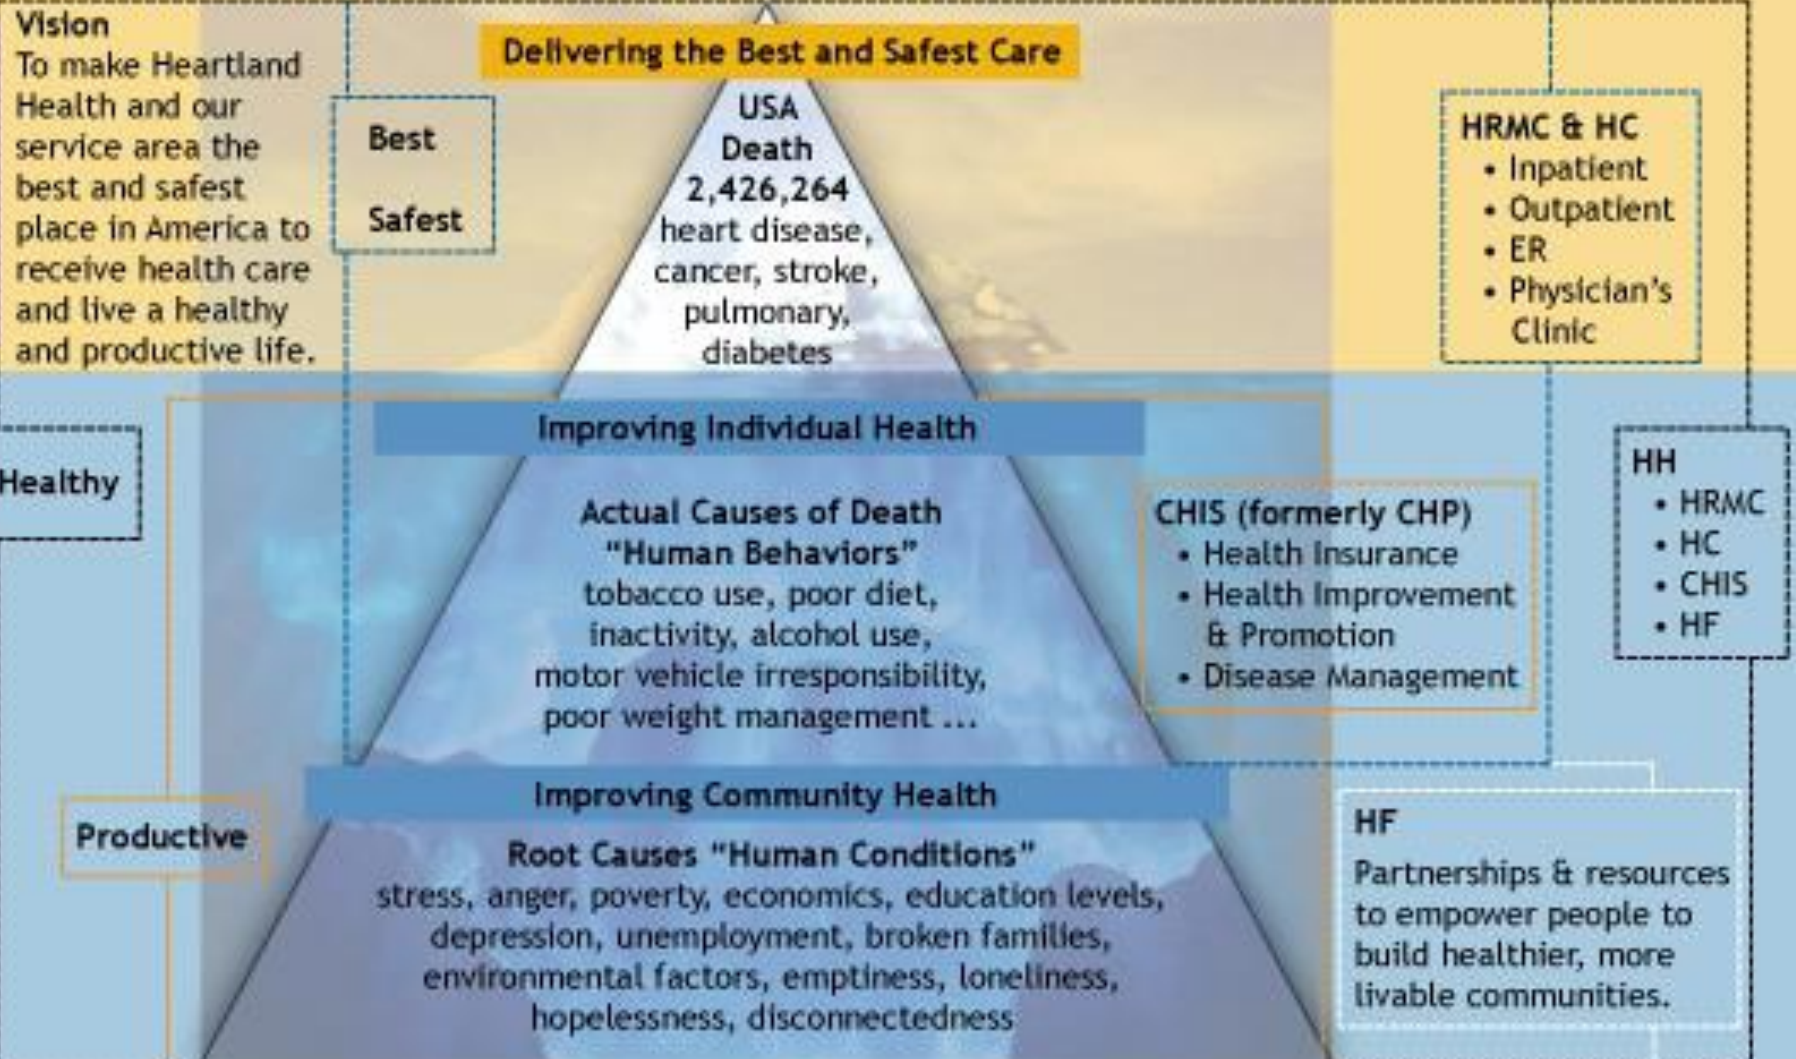 Vision
To make Heartland
Health and our
service area the
best and safest
place in America to
receive health care
and live a healthy
and productive life.
Best
Safest
Delivering the Best and Safest Care
USA
Death
2,426,264
heart disease,
cancer, stroke,
pulmonary,
diabetes
HRMC & HC
• Inpatient
• Outpatient
• ER
• Physician's
Clinic
Healthy
Improving Individual Health
Actual Causes of Death
"Human Behaviors"
tobacco use, poor diet,
inactivity, alcohol use,
motor vehicle irresponsibility,
poor weight management ...
CHIS (formerly CHP)
• Health Insurance
• Health Improvement
& Promotion
• Disease Management
HH
• HRMC
• HC
• CHIS
• HF
Productive
Improving Community Health
Root Causes "Human Conditions"
stress, anger, poverty, economics, education levels,
depression, unemployment, broken families,
environmental factors, emptiness, loneliness,
hopelessness, disconnectedness
HF
Partnerships & resources
to empower people to
build healthier, more
livable communities.